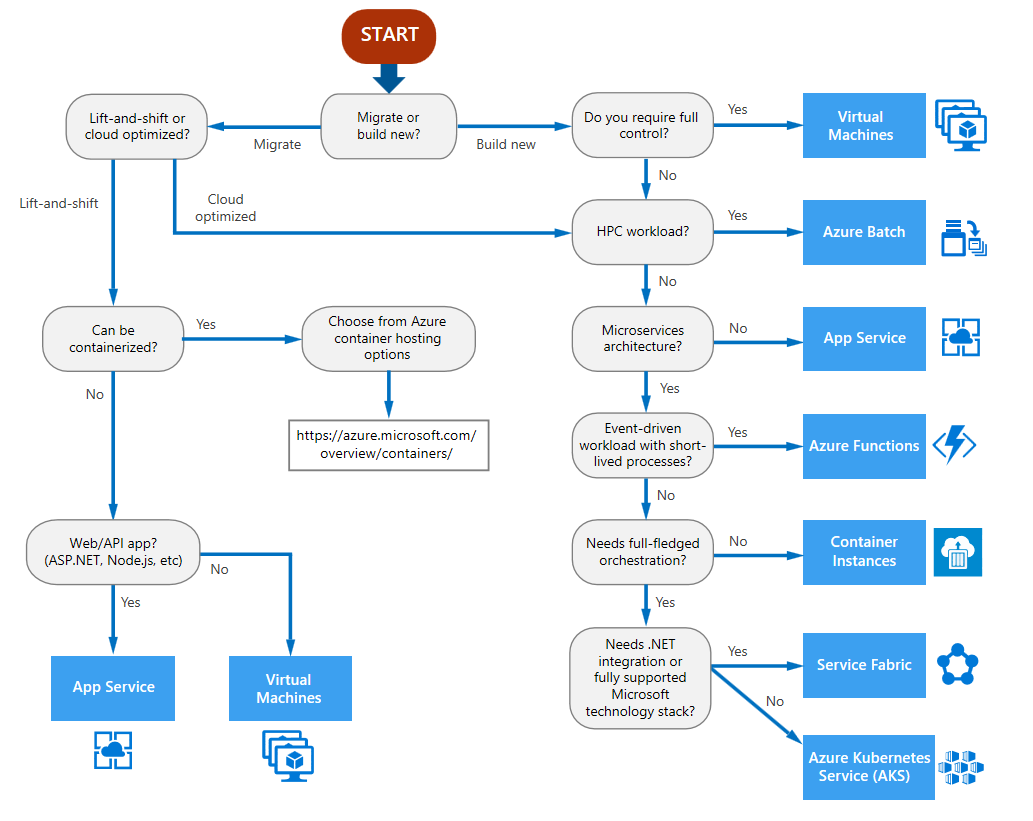 START
Migrate or
build new?
Migrate
Build new
Lift-and-shift or
cloud optimized?
Lift-and-shift
Cloud
optimized
Do you require full
control?
Yes
Virtual
Machines
No
HPC workload?
Yes
Azure Batch
No
Can be
containerized?
Yes
Choose from Azure
container hosting
options
https://azure.microsoft.com/
overview/containers/
No
Microservices
architecture?
No
App Service
Yes
Event-driven
workload with short-
lived processes?
Yes
Azure Functions
No
Web/API app?
(ASP.NET, Node.js, etc)
No
Yes
App Service
Virtual
Machines
Needs full-fledged
orchestration?
No
Container
Instances
Yes
Needs .NET
integration or
fully supported
Microsoft
technology stack?
Yes
Service Fabric
No
Azure Kubernetes
Service (AKS)